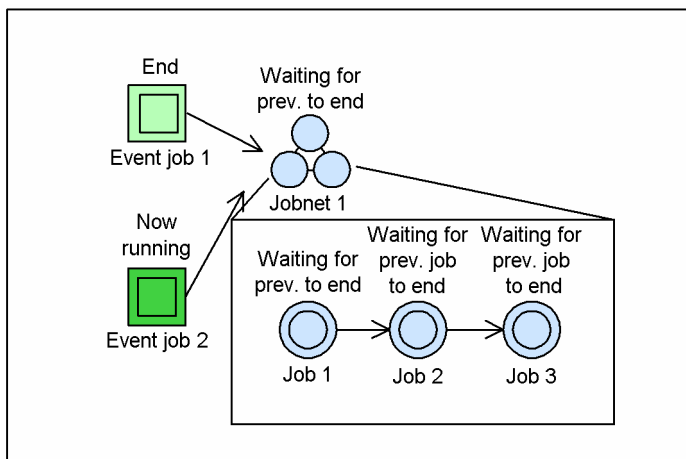 End
Event job 1
Waiting for
prev. to end
Jobnet 1
Now
running
Event job 2
Waiting for
prev. to end
Job 1
Waiting for
prev. job
to end
Job 2
Waiting for
prev. job
to end
Job 3